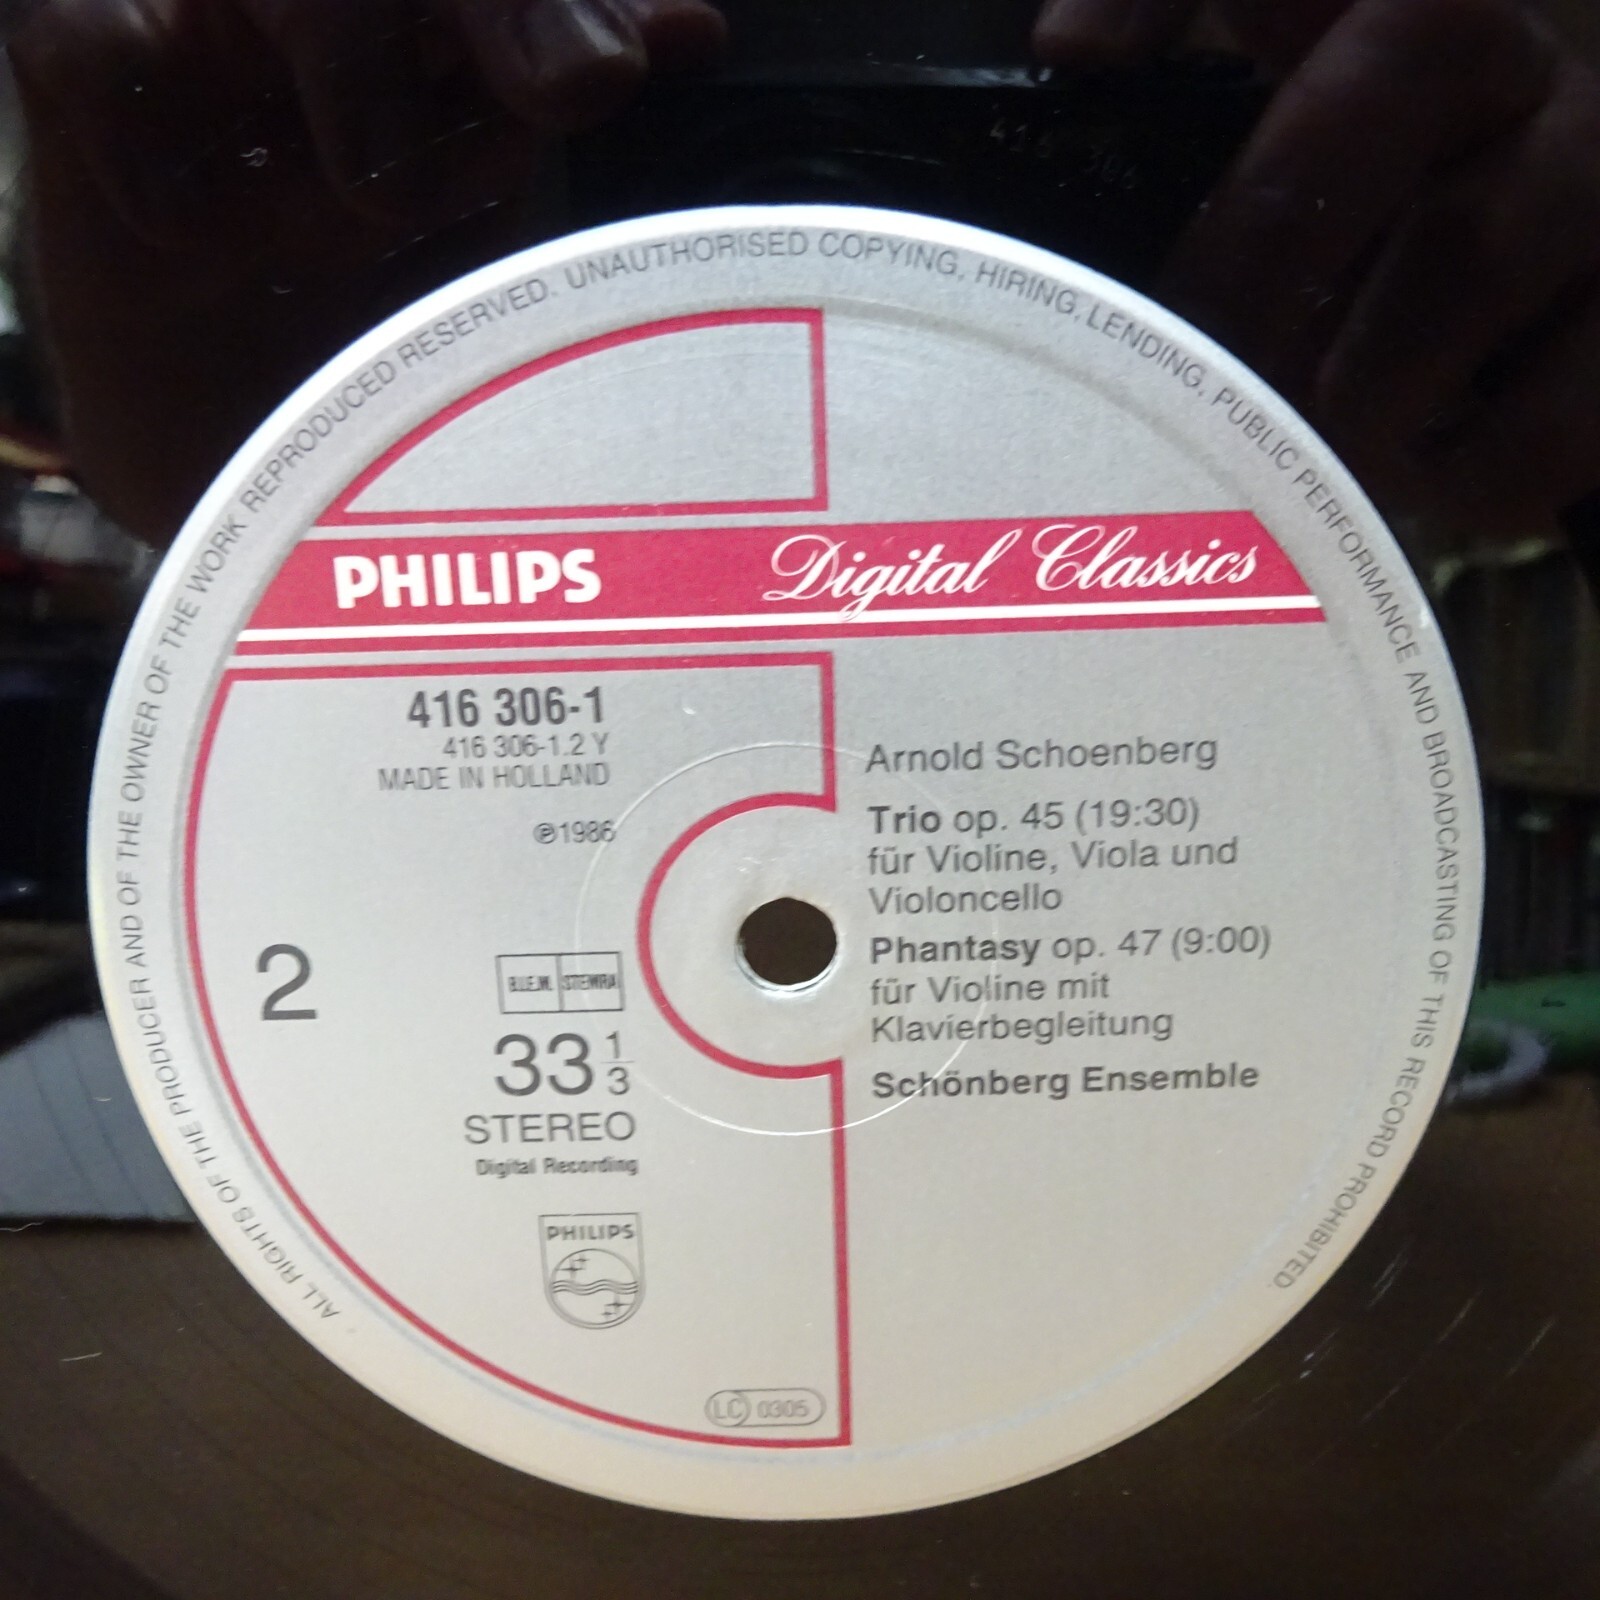 416 306
ALL RIGHTS OF THE PRODUCER AND OF THE OWNER OF THE WORK REPRODUCED RESERVED. UNAUTHORISED COPYING, HIRING, LENDING, PUBLIC PERFORMANCE AND BROADCASTING OF THIS RECORD PROHIBITED.
PHILIPS Digital Classics
416 306-1
416 306-1.2 Y
MADE IN HOLLAND
℗1986
2
B.I.E.M. STEMRA
33 1/3
STEREO
Digital Recording
PHILIPS
LC 0305
Arnold Schoenberg
Trio op. 45 (19:30)
für Violine, Viola und
Violoncello
Phantasy op. 47 (9:00)
für Violine mit
Klavierbegleitung
Schönberg Ensemble